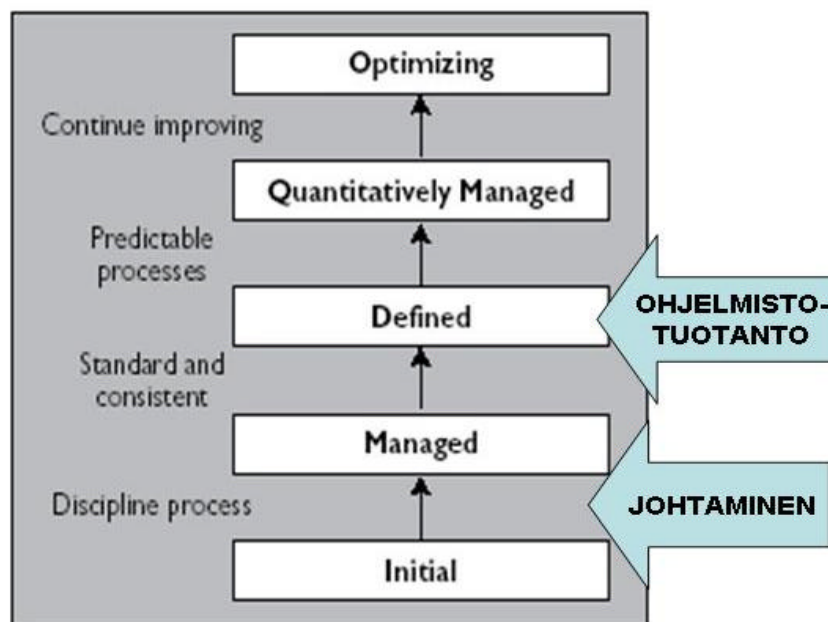 Optimizing
Continue improving
Quantitatively Managed
Predictable
processes
Defined
OHJELMISTO-
TUOTANTO
Standard and
consistent
Managed
Discipline process
JOHTAMINEN
Initial